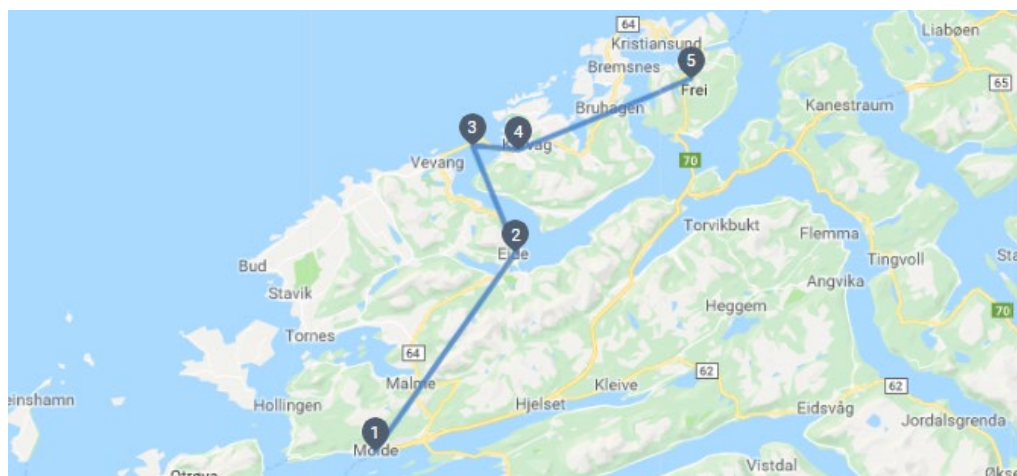 64
Liabøen
Kristiansund
5
Bremsnes
Frei
65
Kanestraum
Bruhagen
3
4
Vevang
70
2
Torvikbukt
Flemma
Tingvoll
Bud
Angvika
Stavik
Heggem
70
Tornes
64
Malme
62
Kleive
62
einshamn
Hollingen
Hjelset
Eidsvåg
Jordalsgrenda
1
Molde
Vistdal